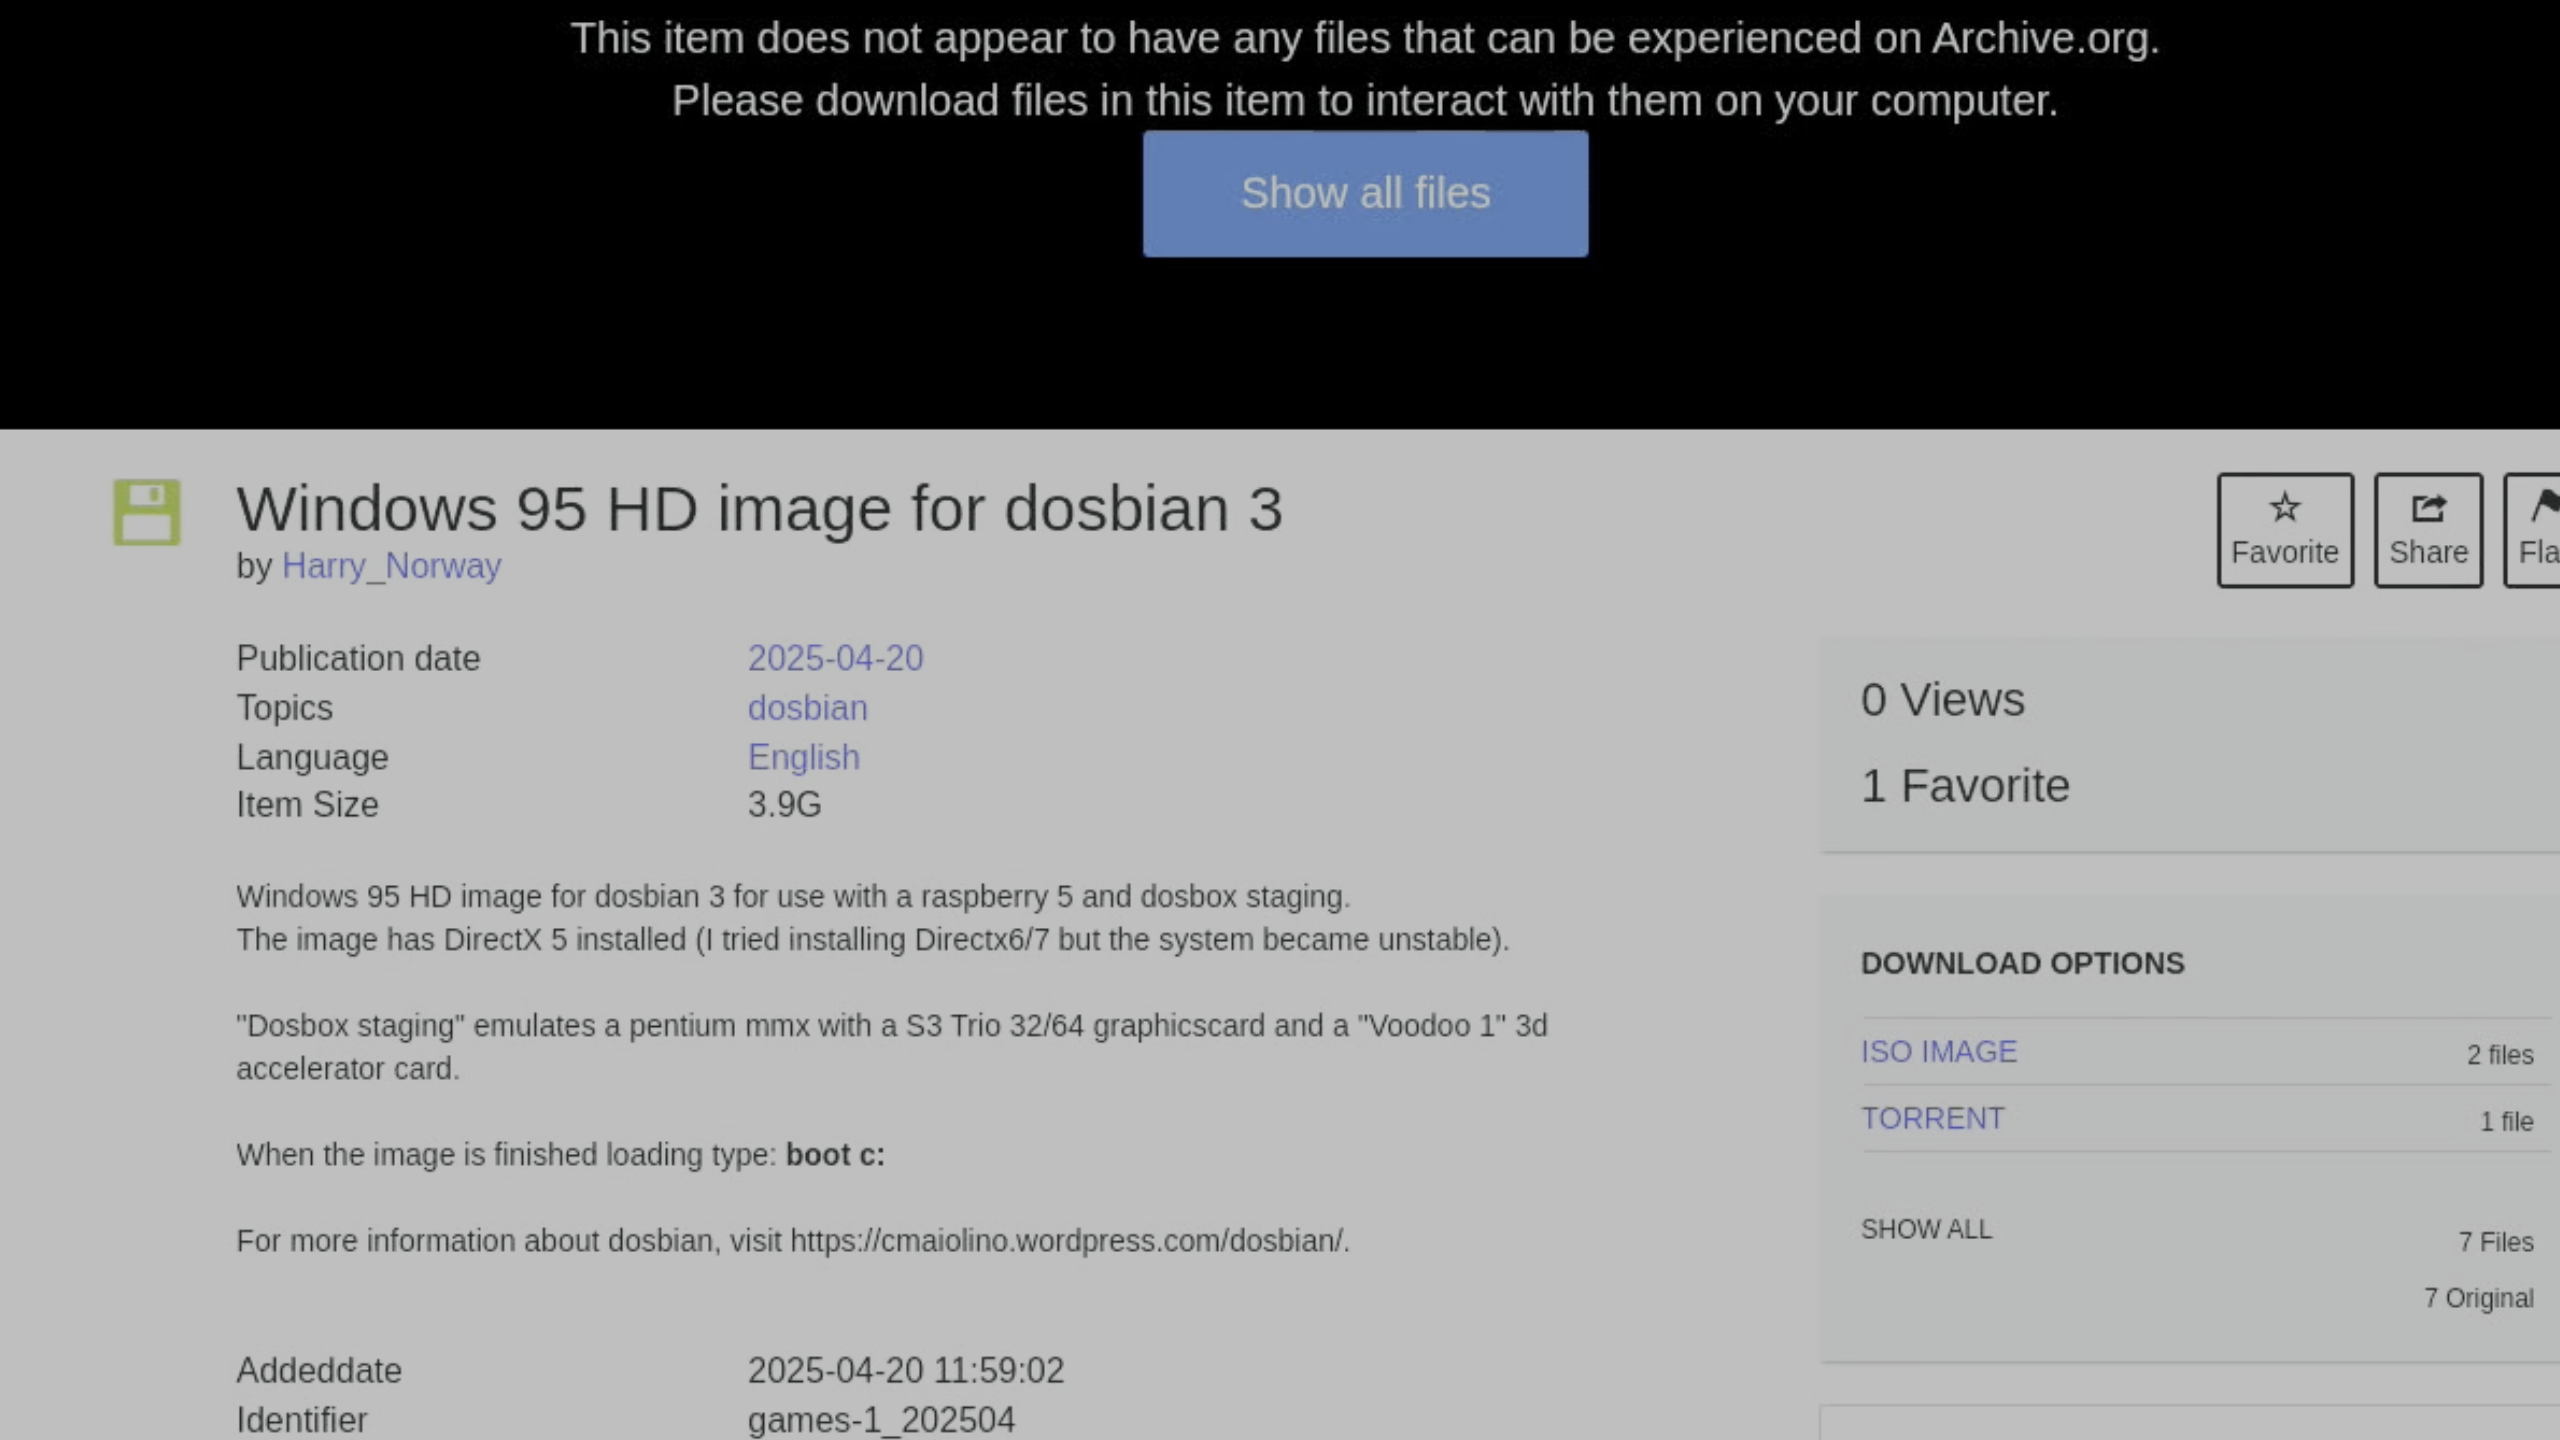 This item does not appear to have any files that can be experienced on Archive.org.
Please download files in this item to interact with them on your computer.
Show all files
Windows 95 HD image for dosbian 3
by Harry_Norway
Favorite
Share
Fla
Publication date 2025-04-20
Topics dosbian
Language English
Item Size 3.9G
0 Views
1 Favorite
Windows 95 HD image for dosbian 3 for use with a raspberry 5 and dosbox staging.
The image has DirectX 5 installed (I tried installing Directx6/7 but the system became unstable).
"Dosbox staging" emulates a pentium mmx with a S3 Trio 32/64 graphicscard and a "Voodoo 1" 3d
accelerator card.
When the image is finished loading type: boot c:
For more information about dosbian, visit https://cmaiolino.wordpress.com/dosbian/.
DOWNLOAD OPTIONS
ISO IMAGE 2 files
TORRENT 1 file
SHOW ALL 7 Files
7 Original
Addeddate 2025-04-20 11:59:02
Identifier games-1_202504